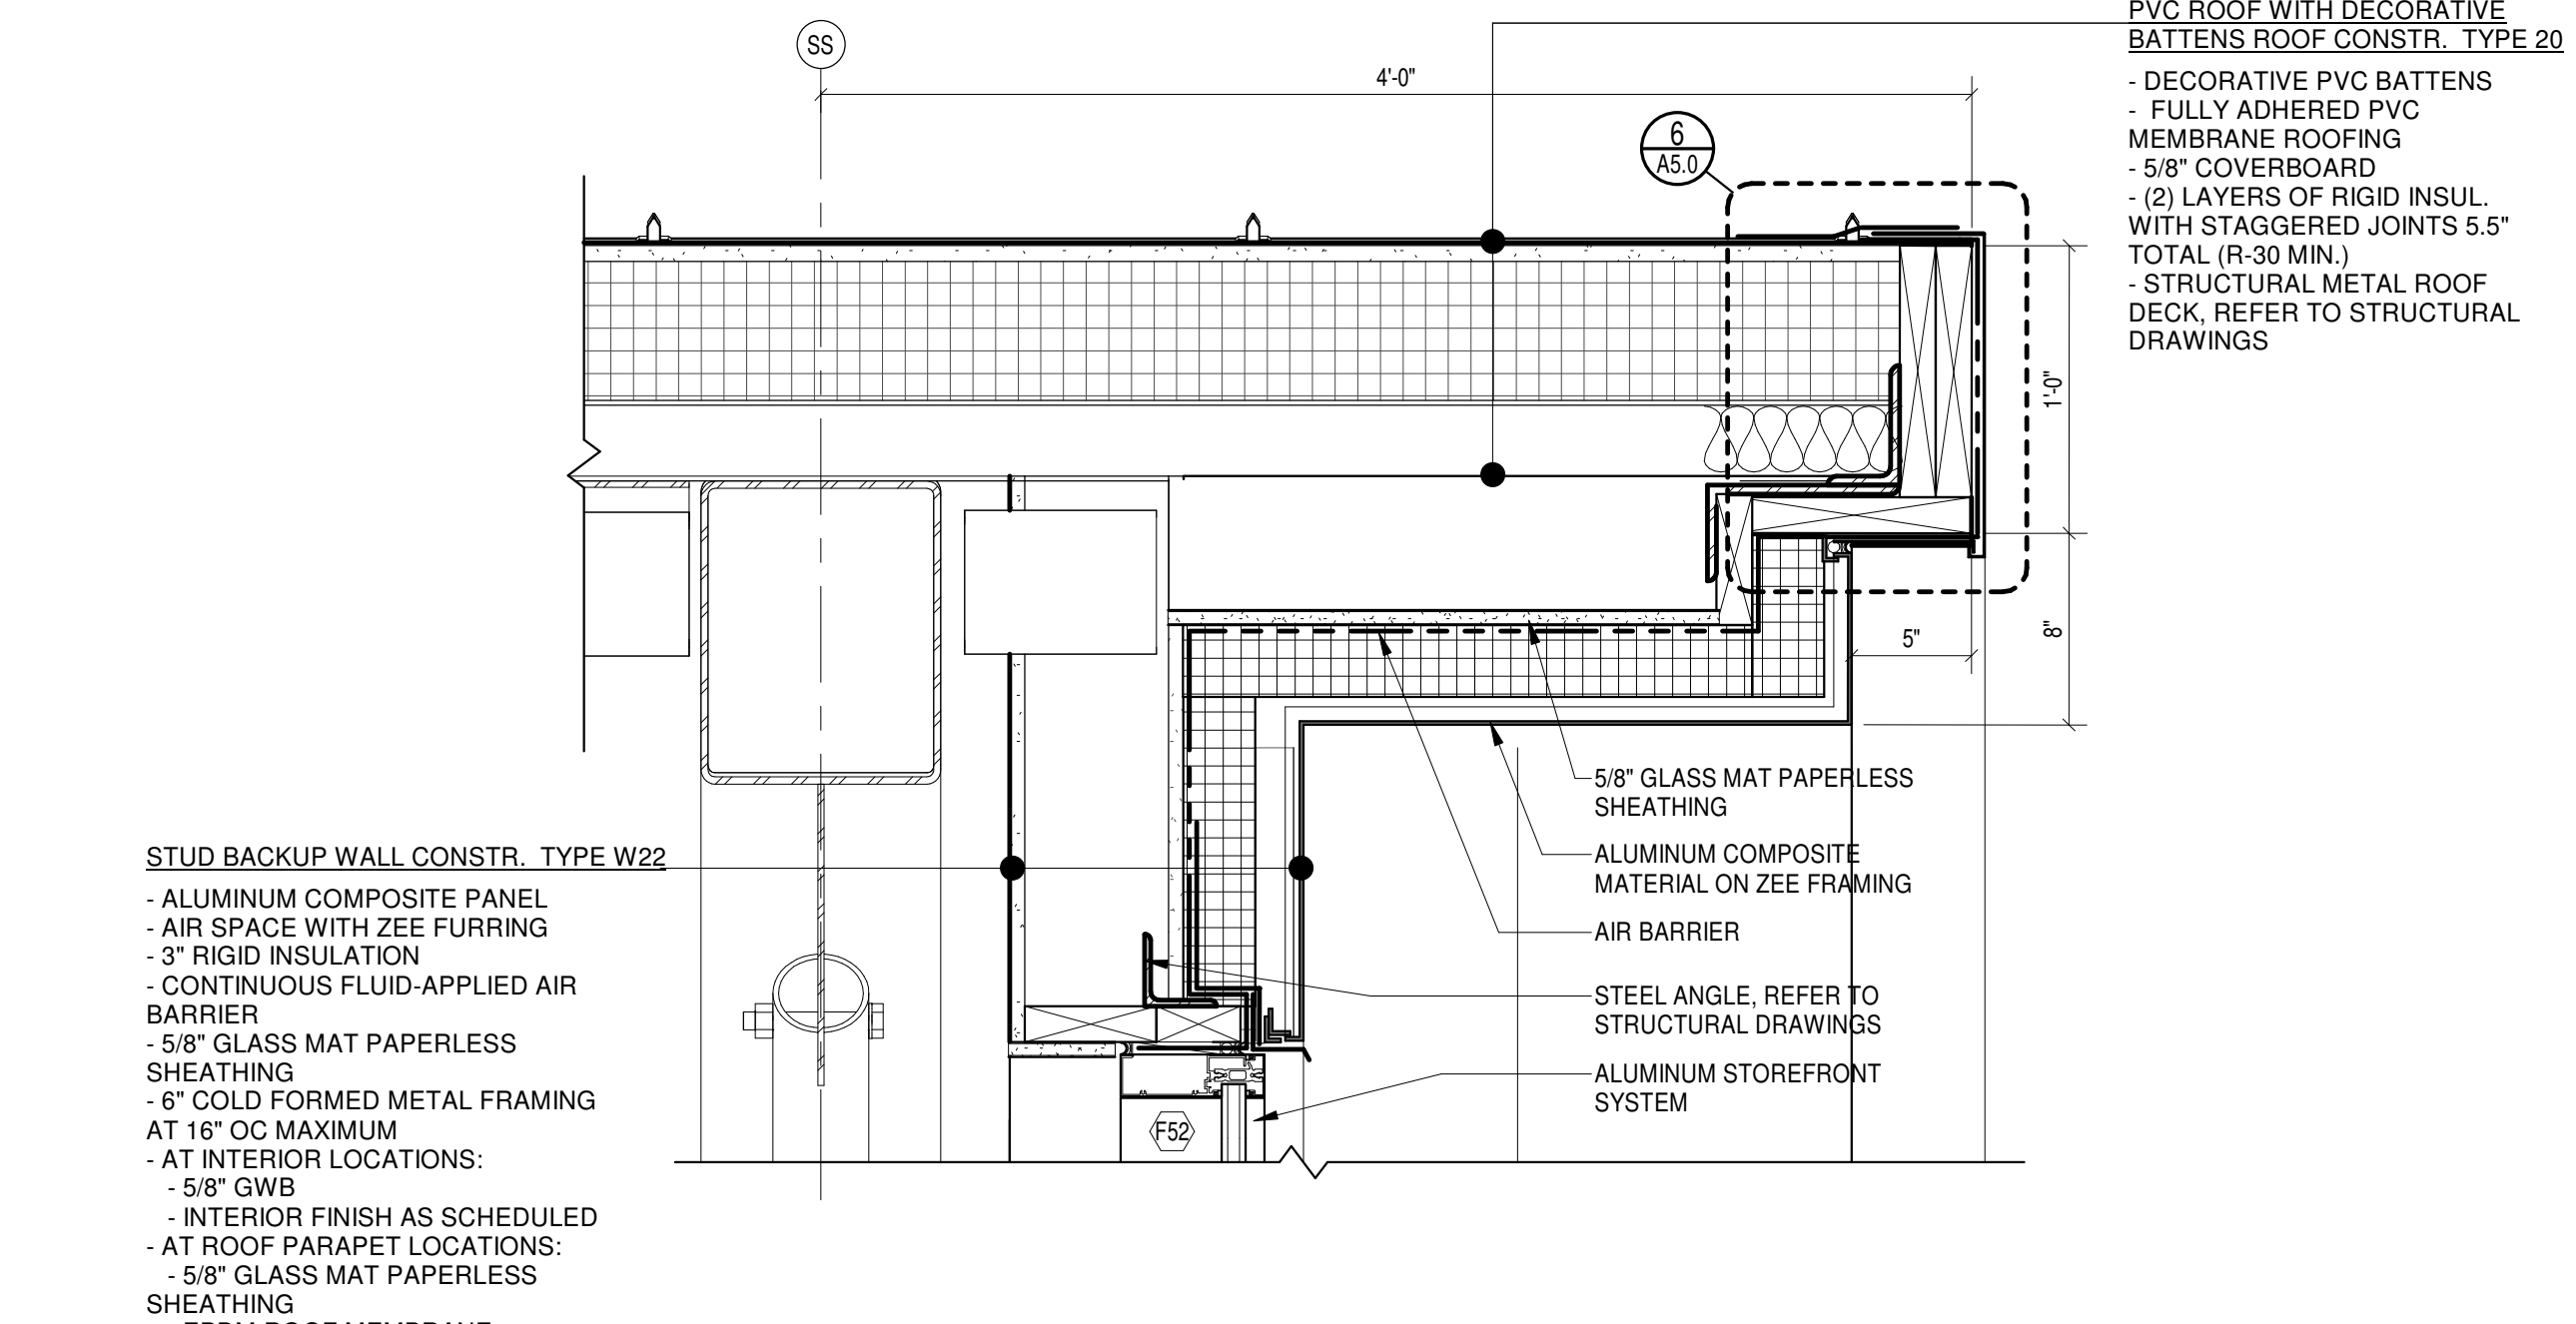 SS
4'-0"
6
A5.0
PVC ROOF WITH DECORATIVE
BATTENS ROOF CONSTR. TYPE 20
- DECORATIVE PVC BATTENS
- FULLY ADHERED PVC
MEMBRANE ROOFING
- 5/8" COVERBOARD
- (2) LAYERS OF RIGID INSUL.
WITH STAGGERED JOINTS 5.5"
TOTAL (R-30 MIN.)
- STRUCTURAL METAL ROOF
DECK, REFER TO STRUCTURAL
DRAWINGS
1'-0"
8"
5"
5/8" GLASS MAT PAPERLESS
SHEATHING
ALUMINUM COMPOSITE
MATERIAL ON ZEE FRAMING
AIR BARRIER
STEEL ANGLE, REFER TO
STRUCTURAL DRAWINGS
ALUMINUM STOREFRONT
SYSTEM
F52
STUD BACKUP WALL CONSTR. TYPE W22
- ALUMINUM COMPOSITE PANEL
- AIR SPACE WITH ZEE FURRING
- 3" RIGID INSULATION
- CONTINUOUS FLUID-APPLIED AIR
BARRIER
- 5/8" GLASS MAT PAPERLESS
SHEATHING
- 6" COLD FORMED METAL FRAMING
AT 16" OC MAXIMUM
- AT INTERIOR LOCATIONS:
- 5/8" GWB
- INTERIOR FINISH AS SCHEDULED
- AT ROOF PARAPET LOCATIONS:
- 5/8" GLASS MAT PAPERLESS
SHEATHING
ROOF MEMBRANE